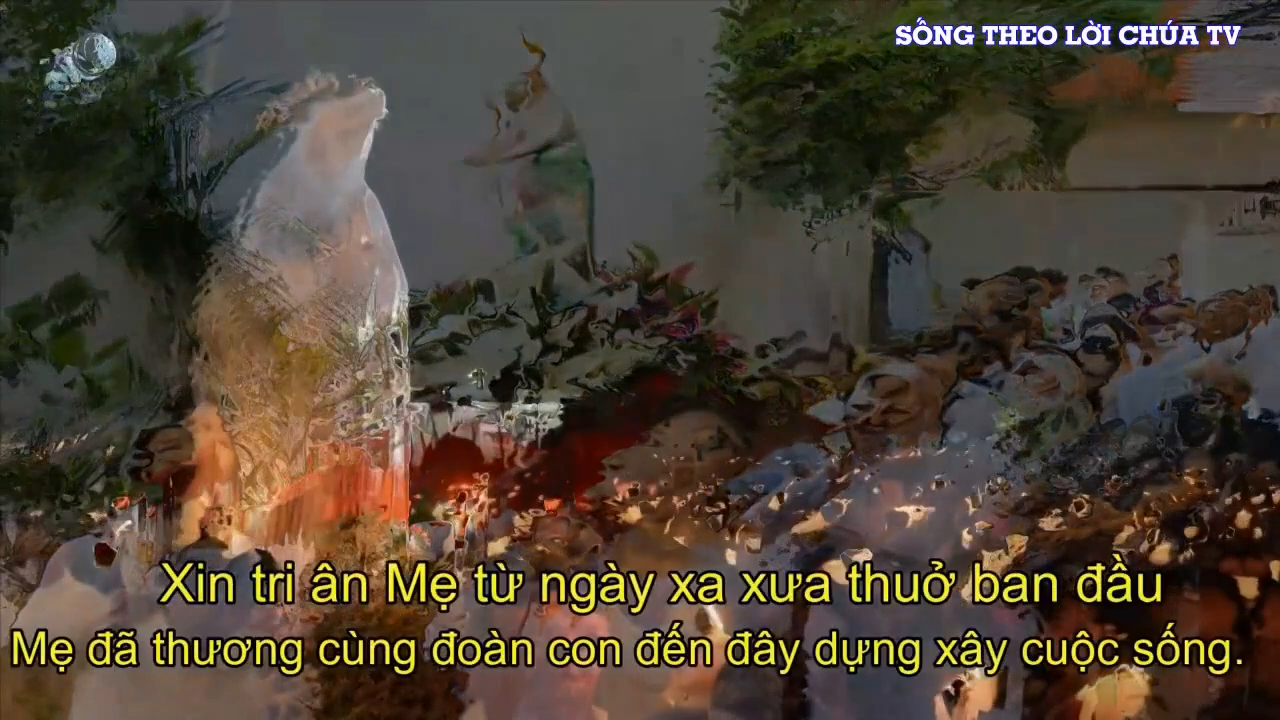 SỐNG THEO LỜI CHÚA TV
Xin tri ân Mẹ từ ngày xa xưa thuở ban đầu
Mẹ đã thương cùng đoàn con đến đây dựng xây cuộc sống.